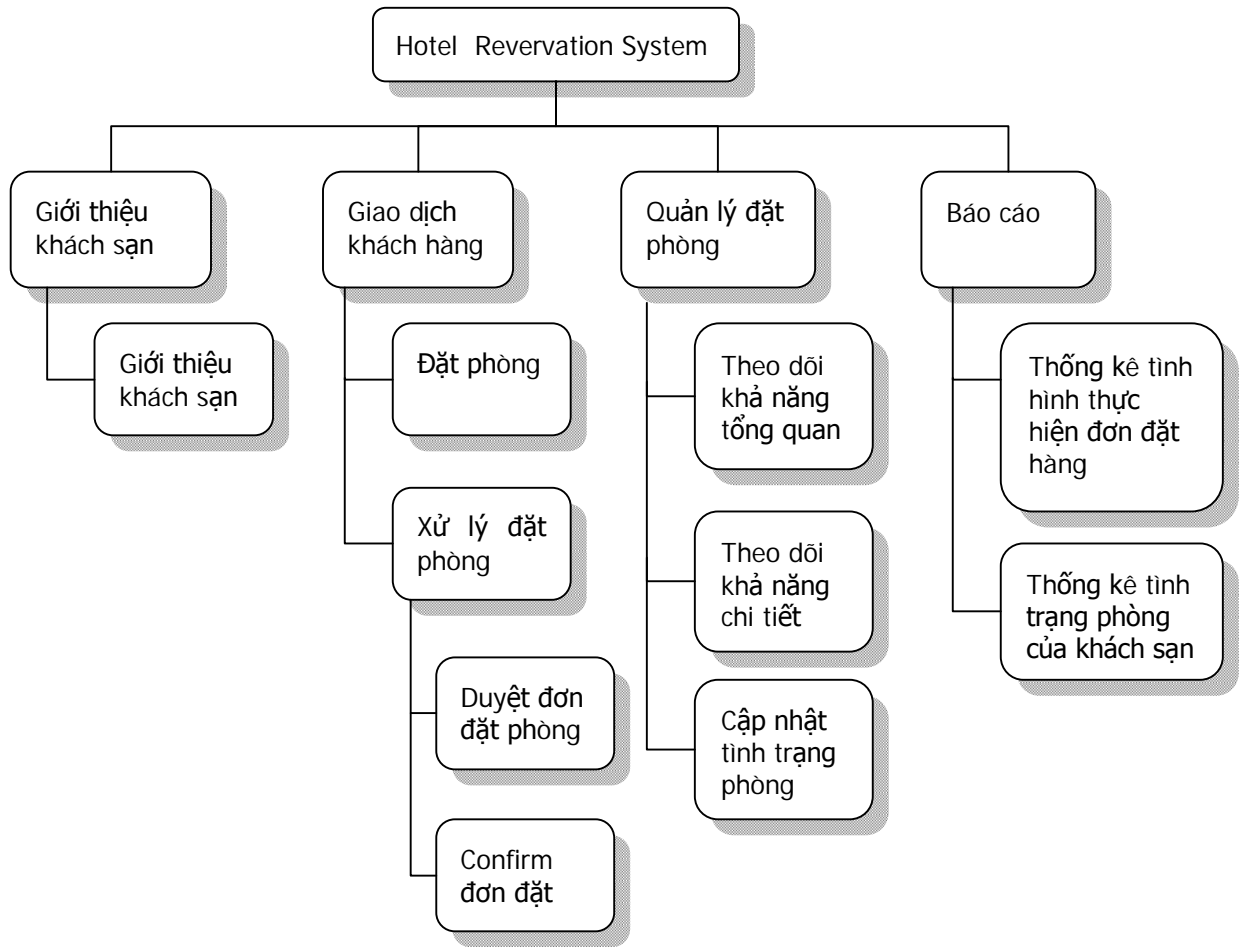 Hotel Revervation System
Giới thiệu
khách sạn
Giao dịch
khách hàng
Quản lý đặt
phòng
Báo cáo
Giới thiệu
khách sạn
Đặt phòng
Xử lý đặt
phòng
Duyệt đơn
đặt phòng
Confirm
đơn đặt
Theo dõi
khả năng
tổng quan
Theo dõi
khả năng
chi tiết
Cập nhật
tình trạng
phòng
Thống kê tình
hình thực
hiện đơn đặt
hàng
Thống kê tình
trạng phòng
của khách sạn